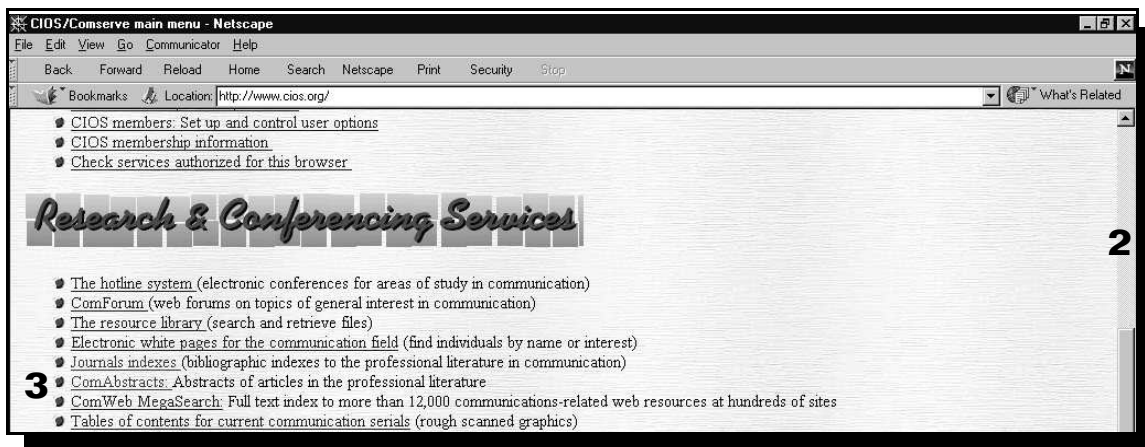 CIOS/Comserve main menu - Netscape
File Edit View Go Communicator Help
Back Forward Reload Home Search Netscape Print Security Stop
N
Bookmarks Location: http://www.cios.org/ What's Related
CIOS members: Set up and control user options
CIOS membership information
Check services authorized for this browser
Research & Conferencing Services
2
The hotline system (electronic conferences for areas of study in communication)
ComForum (web forums on topics of general interest in communication)
The resource library (search and retrieve files)
Electronic white pages for the communication field (find individuals by name or interest)
Journals indexes (bibliographic indexes to the professional literature in communication)
3 ComAbstracts: Abstracts of articles in the professional literature
ComWeb MegaSearch: Full text index to more than 12,000 communications-related web resources at hundreds of sites
Tables of contents for current communication serials (rough scanned graphics)